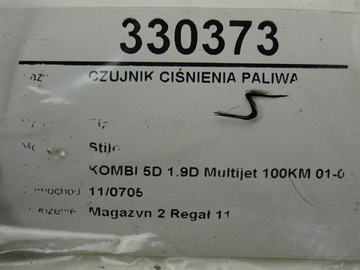 330373
CZUJNIK CIŚNIENIA PALIWA
Stilo
KOMBI 5D 1.9D Multijet 100KM 01-0
11/0705
Magazyn 2 Regał 11